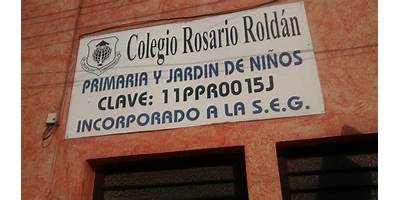 Colegio Rosario Roldán
PRIMARIA Y JARDIN DE NIÑOS
CLAVE: 11PPR0015J
INCORPORADO A LA S.E.G.